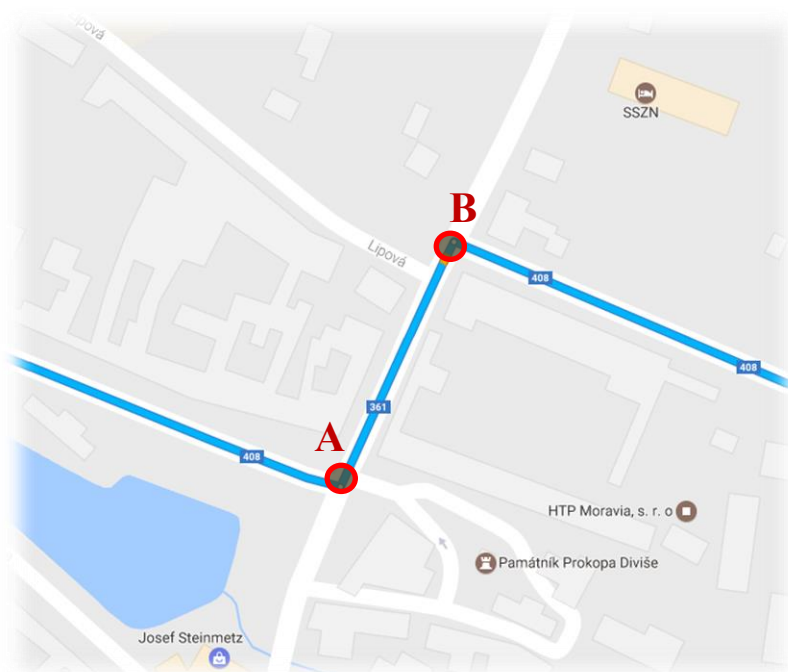 Lipová
SSZN
B
Lipová
408
408
361
A
408
HTP Moravia, s. r. o
Památník Prokopa Diviše
Josef Steinmetz